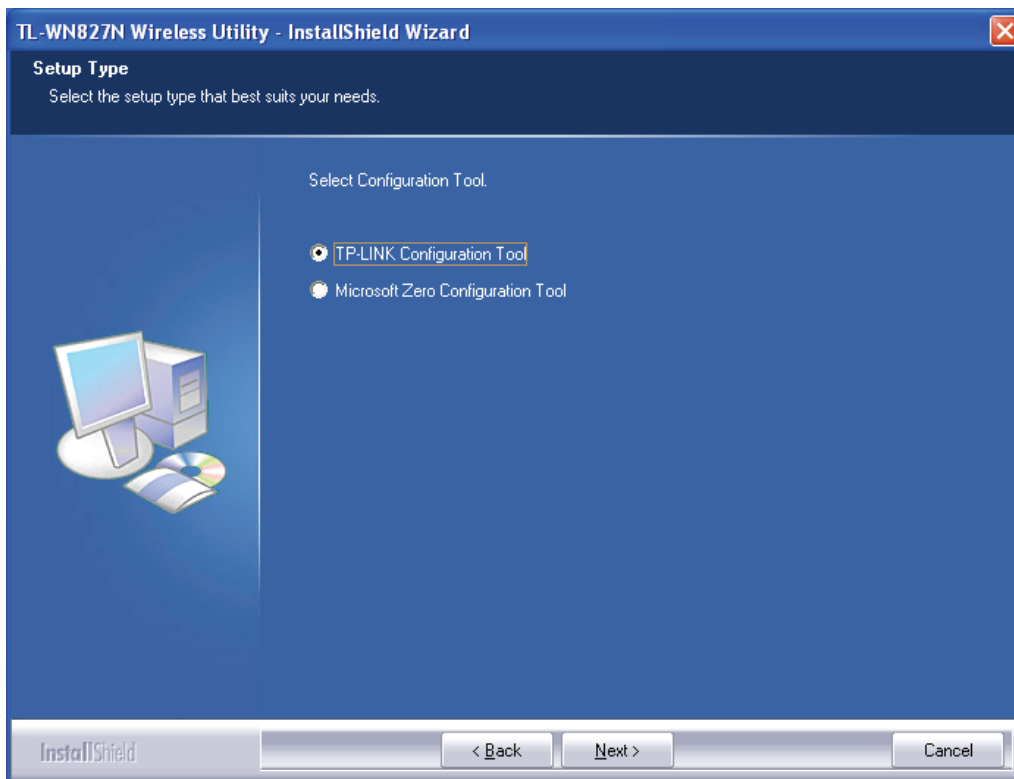 TL-WN827N Wireless Utility - InstallShield Wizard
Setup Type
Select the setup type that best suits your needs.
Select Configuration Tool.
TP-LINK Configuration Tool
Microsoft Zero Configuration Tool
InstallShield
< Back
Next >
Cancel